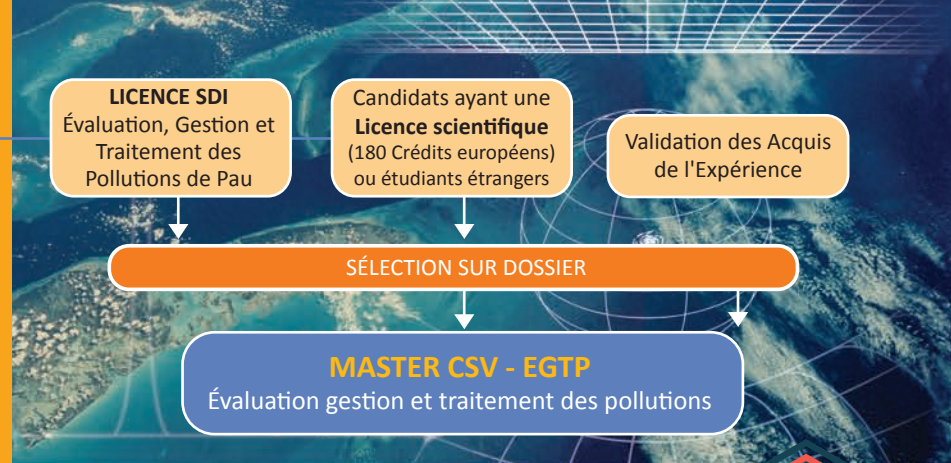 LICENCE SDI
Évaluation, Gestion et
Traitement des
Pollutions de Pau
Candidats ayant une
Licence scientifique
(180 Crédits européens)
ou étudiants étrangers
Validation des Acquis
de l'Expérience
SÉLECTION SUR DOSSIER
MASTER CSV - EGTP
Évaluation gestion et traitement des pollutions